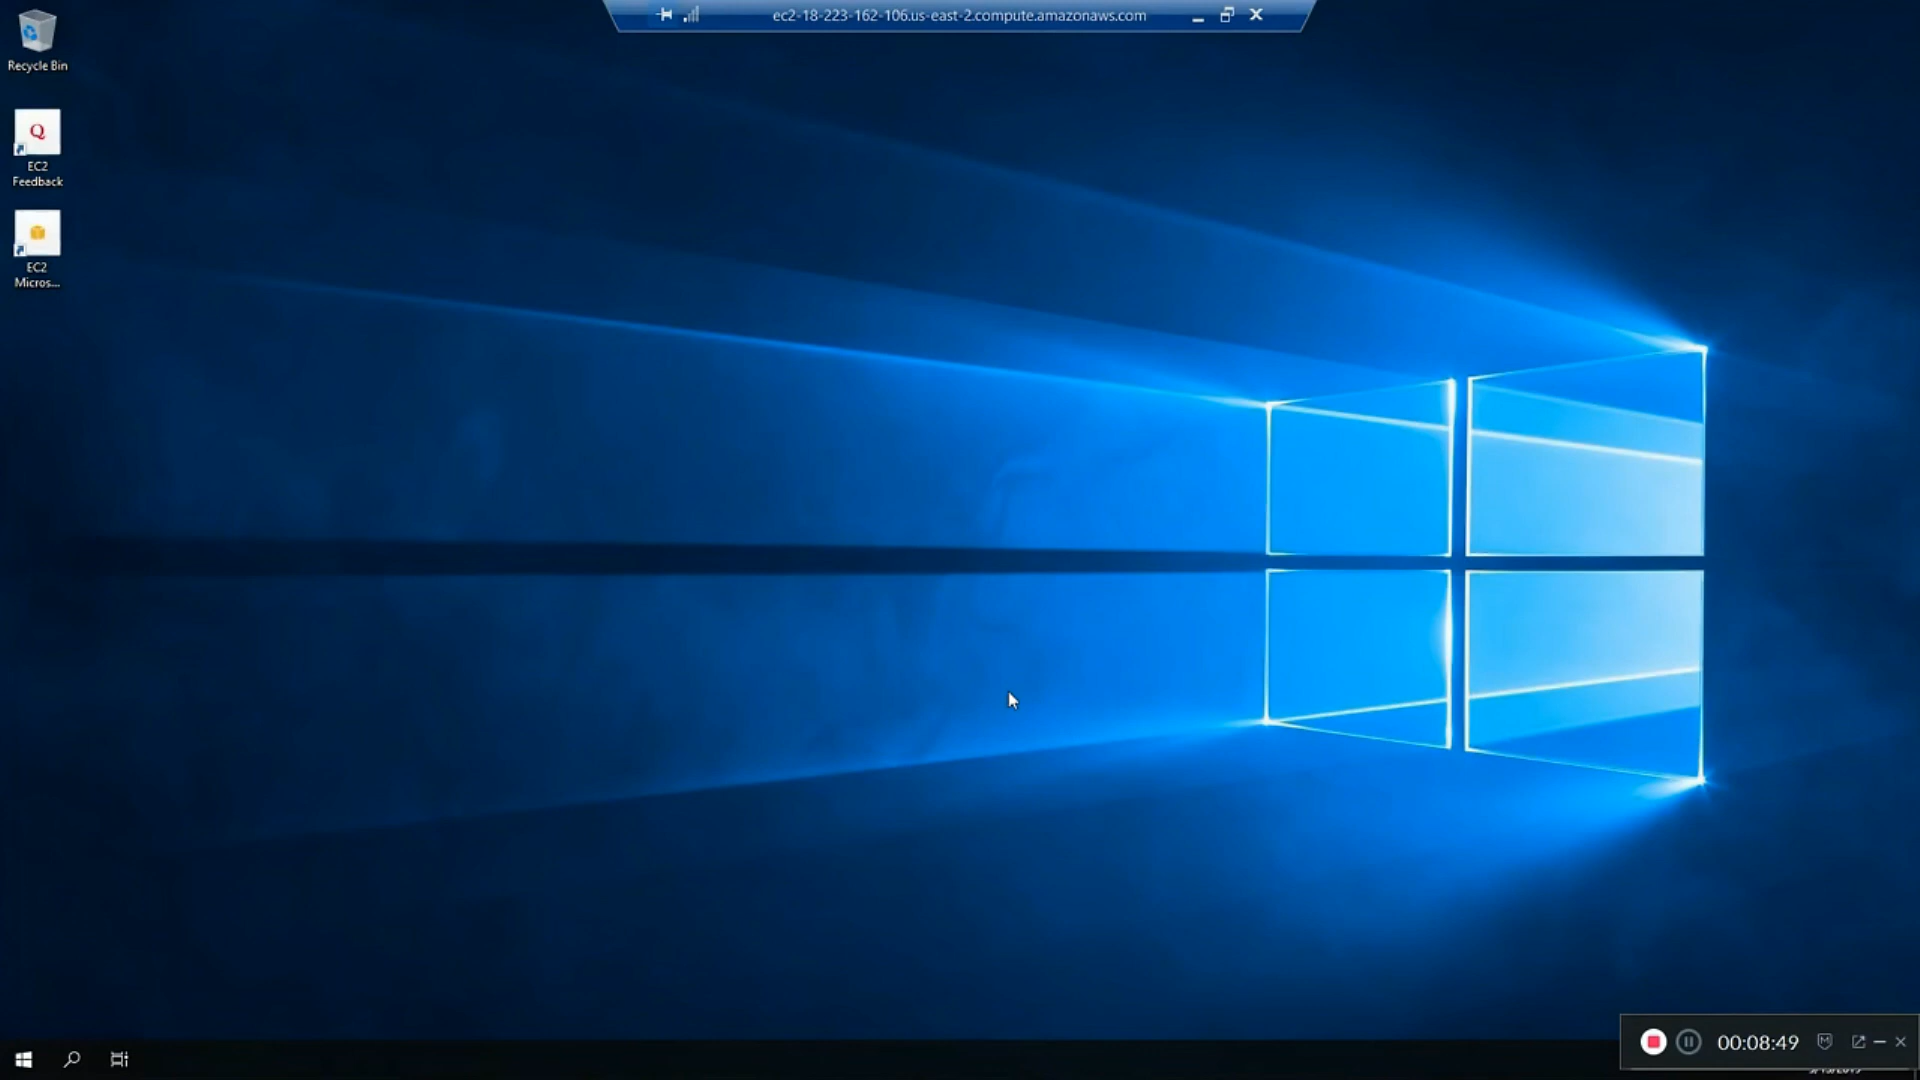 ec2-18-223-162-106.us-east-2.compute.amazonaws.com
Recycle Bin
Q
EC2
Feedback
EC2
Micros...
00:08:49